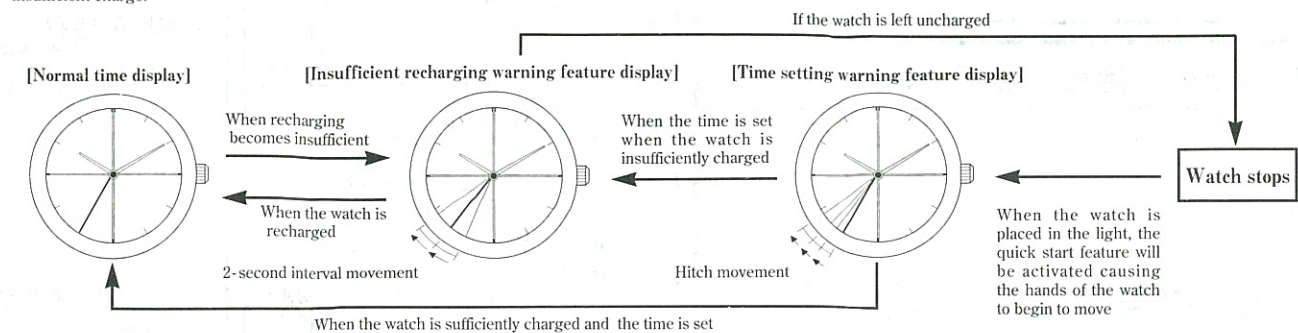 insufficient charge.
If the watch is left uncharged
[Normal time display]
[Insufficient recharging warning feature display]
[Time setting warning feature display]
When recharging
becomes insufficient
When the time is set
when the watch is
insufficiently charged
Watch stops
When the watch is
recharged
When the watch is
placed in the light, the
quick start feature will
be activated causing
the hands of the watch
to begin to move
2-second interval movement
Hitch movement
When the watch is sufficiently charged and the time is set